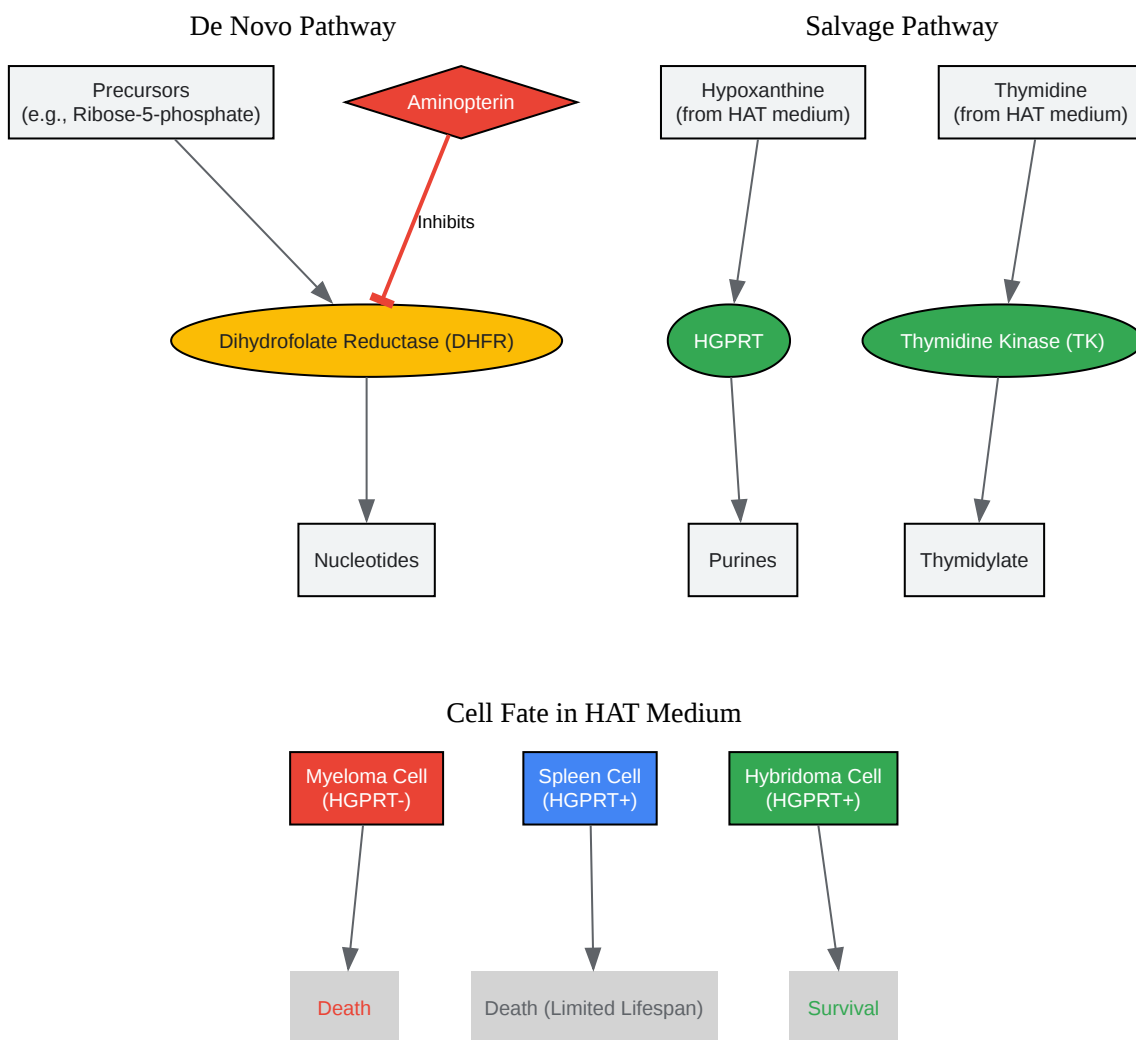 De Novo Pathway
Salvage Pathway
Precursors
(e.g., Ribose-5-phosphate)
Aminopterin
Hypoxanthine
(from HAT medium)
Thymidine
(from HAT medium)
Inhibits
Dihydrofolate Reductase (DHFR)
HGPRT
Thymidine Kinase (TK)
Nucleotides
Purines
Thymidylate
Cell Fate in HAT Medium
Myeloma Cell
(HGPRT-)
Spleen Cell
(HGPRT+)
Hybridoma Cell
(HGPRT+)
Death
Death (Limited Lifespan)
Survival